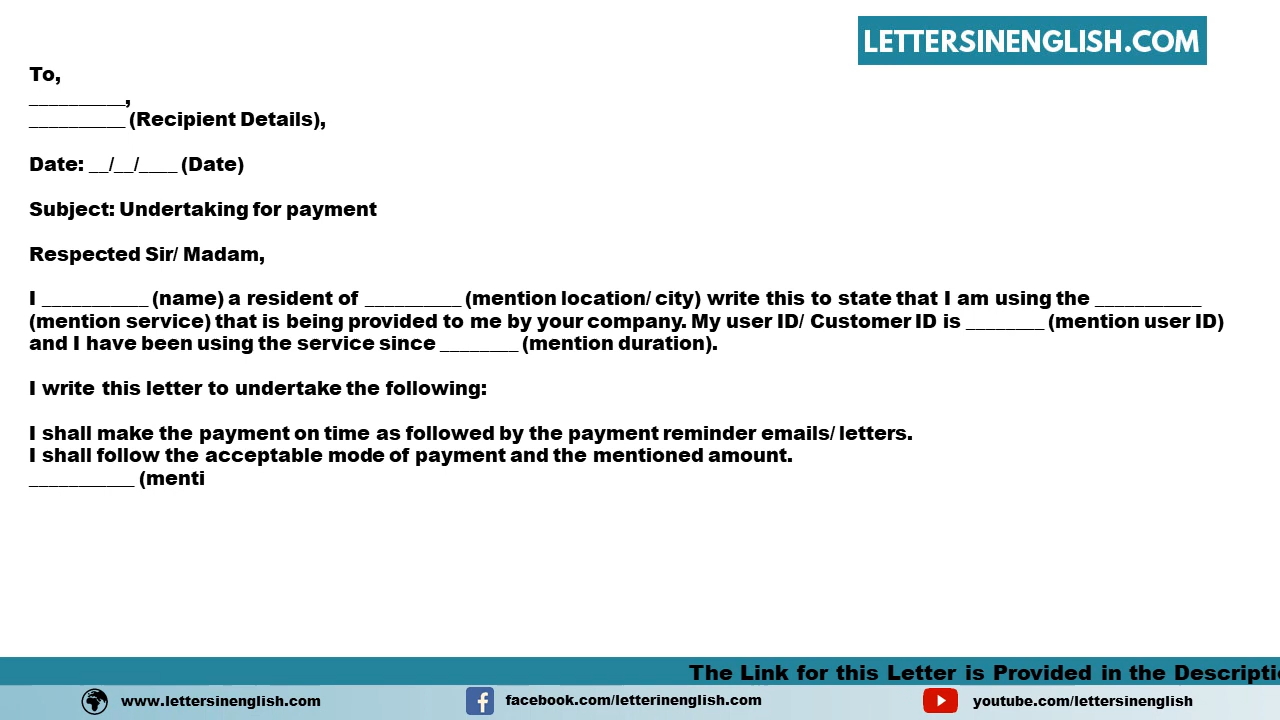 LETTERSINENGLISH.COM
To,
__________,
__________ (Recipient Details),
Date: __/__/____ (Date)
Subject: Undertaking for payment
Respected Sir/ Madam,
I ___________ (name) a resident of __________ (mention location/ city) write this to state that I am using the ___________
(mention service) that is being provided to me by your company. My user ID/ Customer ID is ________ (mention user ID)
and I have been using the service since ________ (mention duration).
I write this letter to undertake the following:
I shall make the payment on time as followed by the payment reminder emails/ letters.
I shall follow the acceptable mode of payment and the mentioned amount.
___________ (menti
The Link for this Letter is Provided in the Descripti
www.lettersinenglish.com
facebook.com/letterinenglish.com
youtube.com/lettersinenglish